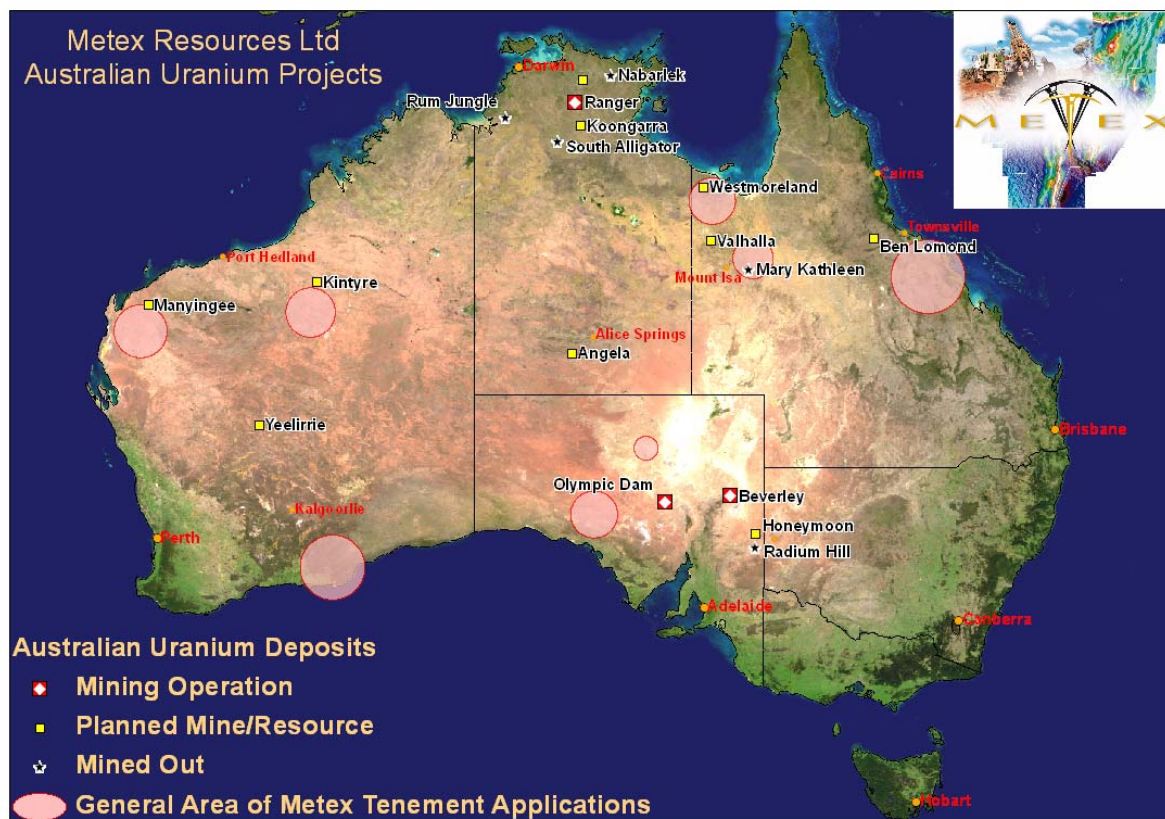 Metex Resources Ltd
Australian Uranium Projects
METEX
Darwin
Nabarlek
Ranger
Rum Jungle
Koongarra
South Alligator
Cairns
Westmoreland
Townsville
Valhalla
Ben Lomond
Port Hedland
Mount Isa
Mary Kathleen
Kintyre
Manyingee
Alice Springs
Angela
Yeelirrie
Brisbane
Olympic Dam
Beverley
Kalgoorlie
Honeymoon
Perth
Radium Hill
Adelaide
Canberra
Australian Uranium Deposits
Mining Operation
Planned Mine/Resource
Mined Out
General Area of Metex Tenement Applications
Hobart